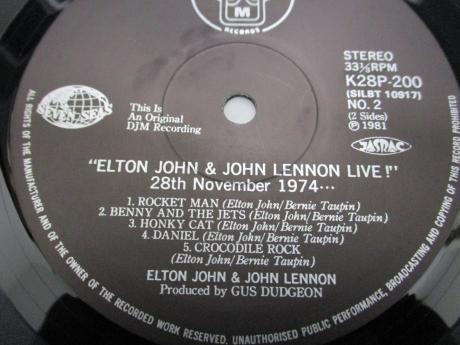 RECORDS
STEREO
33⅓RPM
K28P-200
(SILBT 10917)
NO. 2
(2 Sides)
Ⓟ 1981
JASRAC
SEVEN-SEAS
This Is
An Original
DJM Recording
"ELTON JOHN & JOHN LENNON LIVE!"
28th November 1974...
1. ROCKET MAN (Elton John/Bernie Taupin)
2. BENNY AND THE JETS (Elton John/Bernie Taupin)
3. HONKY CAT (Elton John/Bernie Taupin)
4. DANIEL (Elton John/Bernie Taupin)
5. CROCODILE ROCK
(Elton John/Bernie Taupin)
ELTON JOHN & JOHN LENNON
Produced by GUS DUDGEON
ALL RIGHT OF THE MANUFACTURER AND OF THE OWNER OF THE RECORDED WORK RESERVED. UNAUTHORISED PUBLIC PERFORMANCE, BROADCASTING AND COPYING OF THIS RECORD PROHIBITED